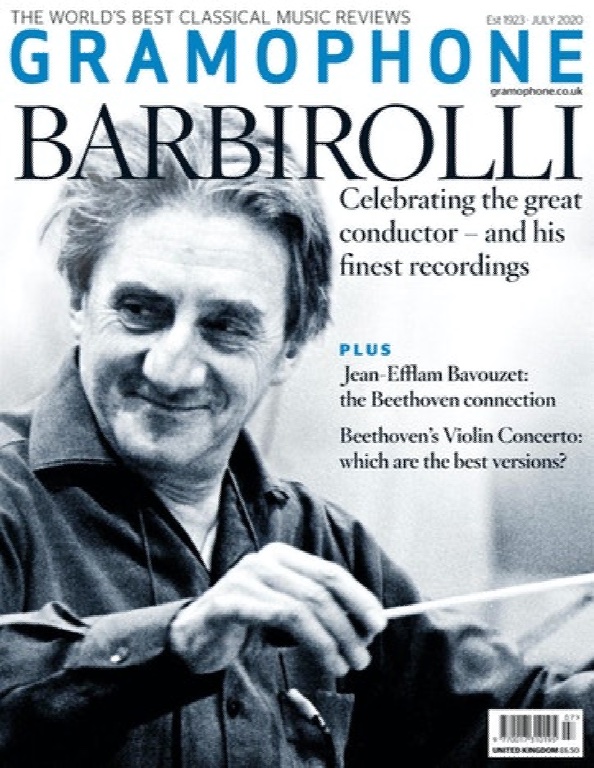 THE WORLD'S BEST CLASSICAL MUSIC REVIEWS
Est 1923 · JULY 2020
GRAMOPHONE
gramophone.co.uk
BARBIROLLI
Celebrating the great
conductor – and his
finest recordings
PLUS
Jean-Efflam Bavouzet:
the Beethoven connection
Beethoven's Violin Concerto:
which are the best versions?
07
UNITED KINGDOM £6.50